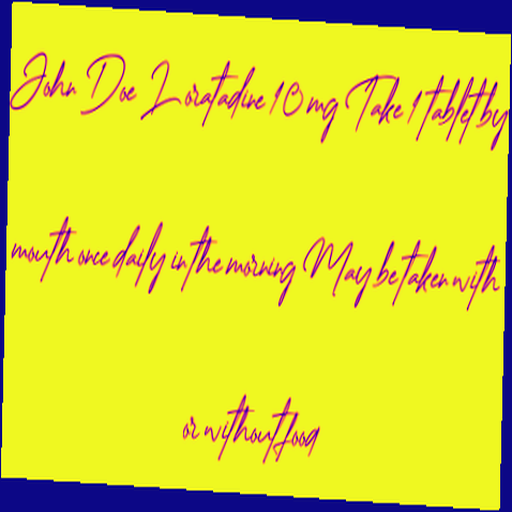 John Doe Loratadine 10 mg Take 1 tablet by
mouth once daily in the morning May be taken with
or without food